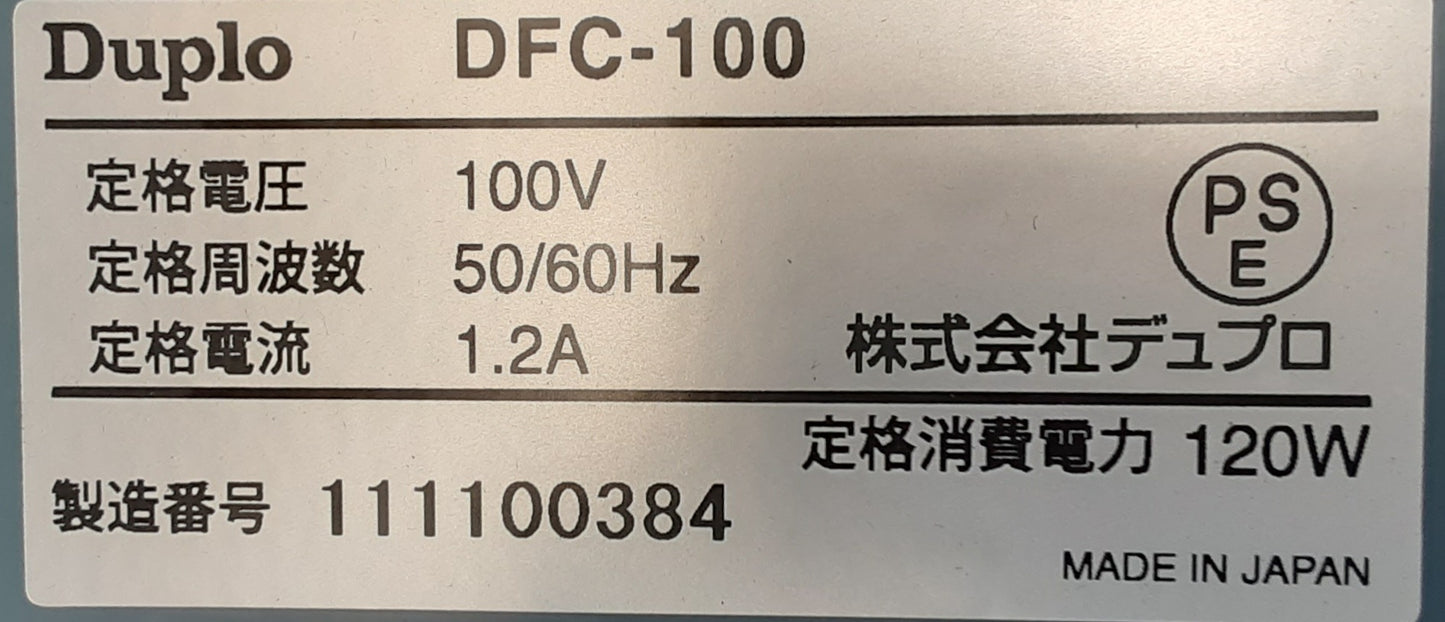 Duplo DFC-100
定格電圧 100V
定格周波数 50/60Hz
定格電流 1.2A
PS
E
株式会社デュプロ
定格消費電力 120W
製造番号 111100384
MADE IN JAPAN